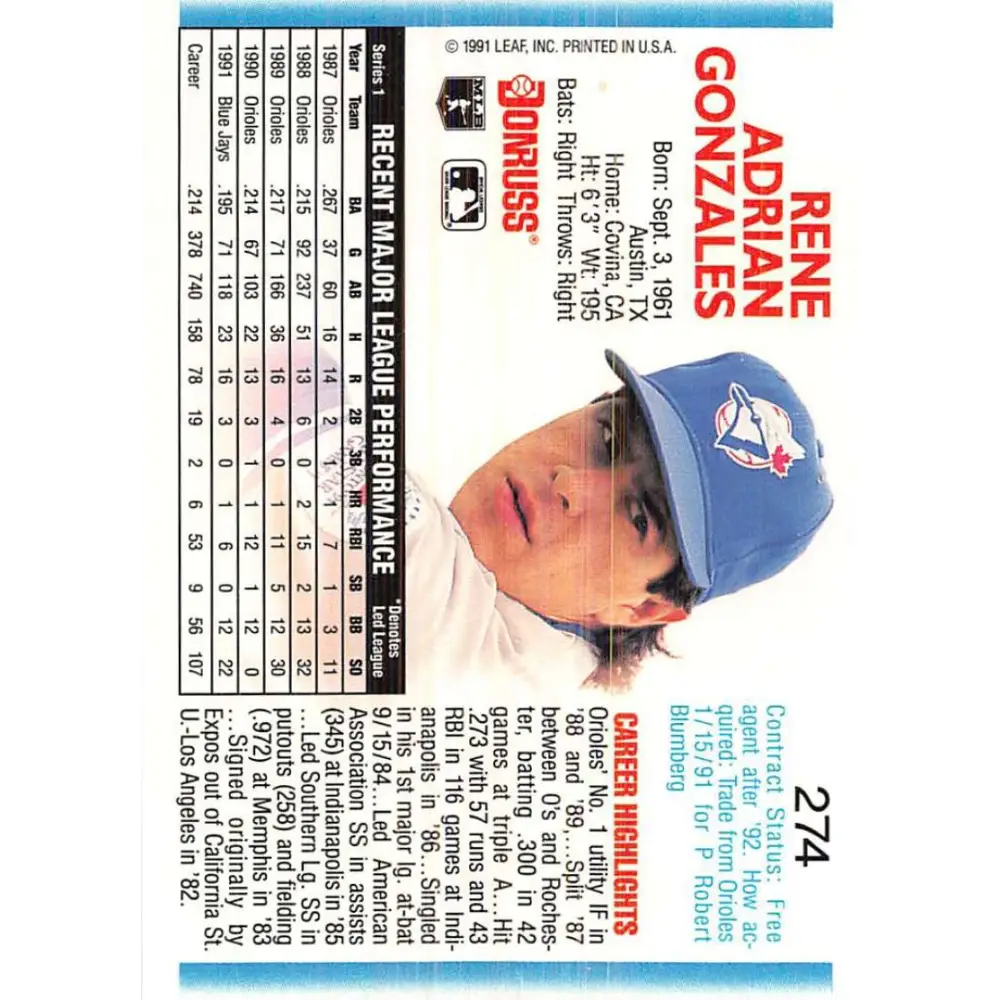 274
RENE
ADRIAN
GONZALES
Born: Sept. 3, 1961
Austin, TX
Home: Covina, CA
Ht: 6'3" Wt: 195
Bats: Right Throws: Right
DONRUSS®
MLB
© 1991 LEAF, INC. PRINTED IN U.S.A.
Contract Status: Free
agent after '92. How ac-
quired: Trade from Orioles
1/15/91 for P Robert
Blumberg
CAREER HIGHLIGHTS
Orioles' No. 1 utility IF in
'88 and '89,...Split '87
between O's and Roches-
ter, batting .300 in 42
games at triple A...Hit
.273 with 57 runs and 43
RBI in 116 games at Indi-
anapolis in '86...Singled
in his 1st major lg. at-bat
9/15/84...Led American
Association SS in assists
(345) at Indianapolis in '85
...Led Southern Lg. SS in
putouts (258) and fielding
(.972) at Memphis in '83
...Signed originally by
Expos out of California St.
U.-Los Angeles in '82.
Series 1 RECENT MAJOR LEAGUE PERFORMANCE *Denotes Led League
Year Team BA G AB H R 2B 3B HR RBI SB BB SO
1987 Orioles .267 37 60 16 14 2 1 1 7 1 3 11
1988 Orioles .215 92 237 51 13 6 0 2 15 2 13 32
1989 Orioles .217 71 166 36 16 4 0 1 11 5 12 30
1990 Orioles .214 67 103 22 13 3 1 1 12 1 12 0
1991 Blue Jays .195 71 118 23 16 3 0 1 6 0 12 22
Career .214 378 740 158 78 19 2 6 53 9 56 107